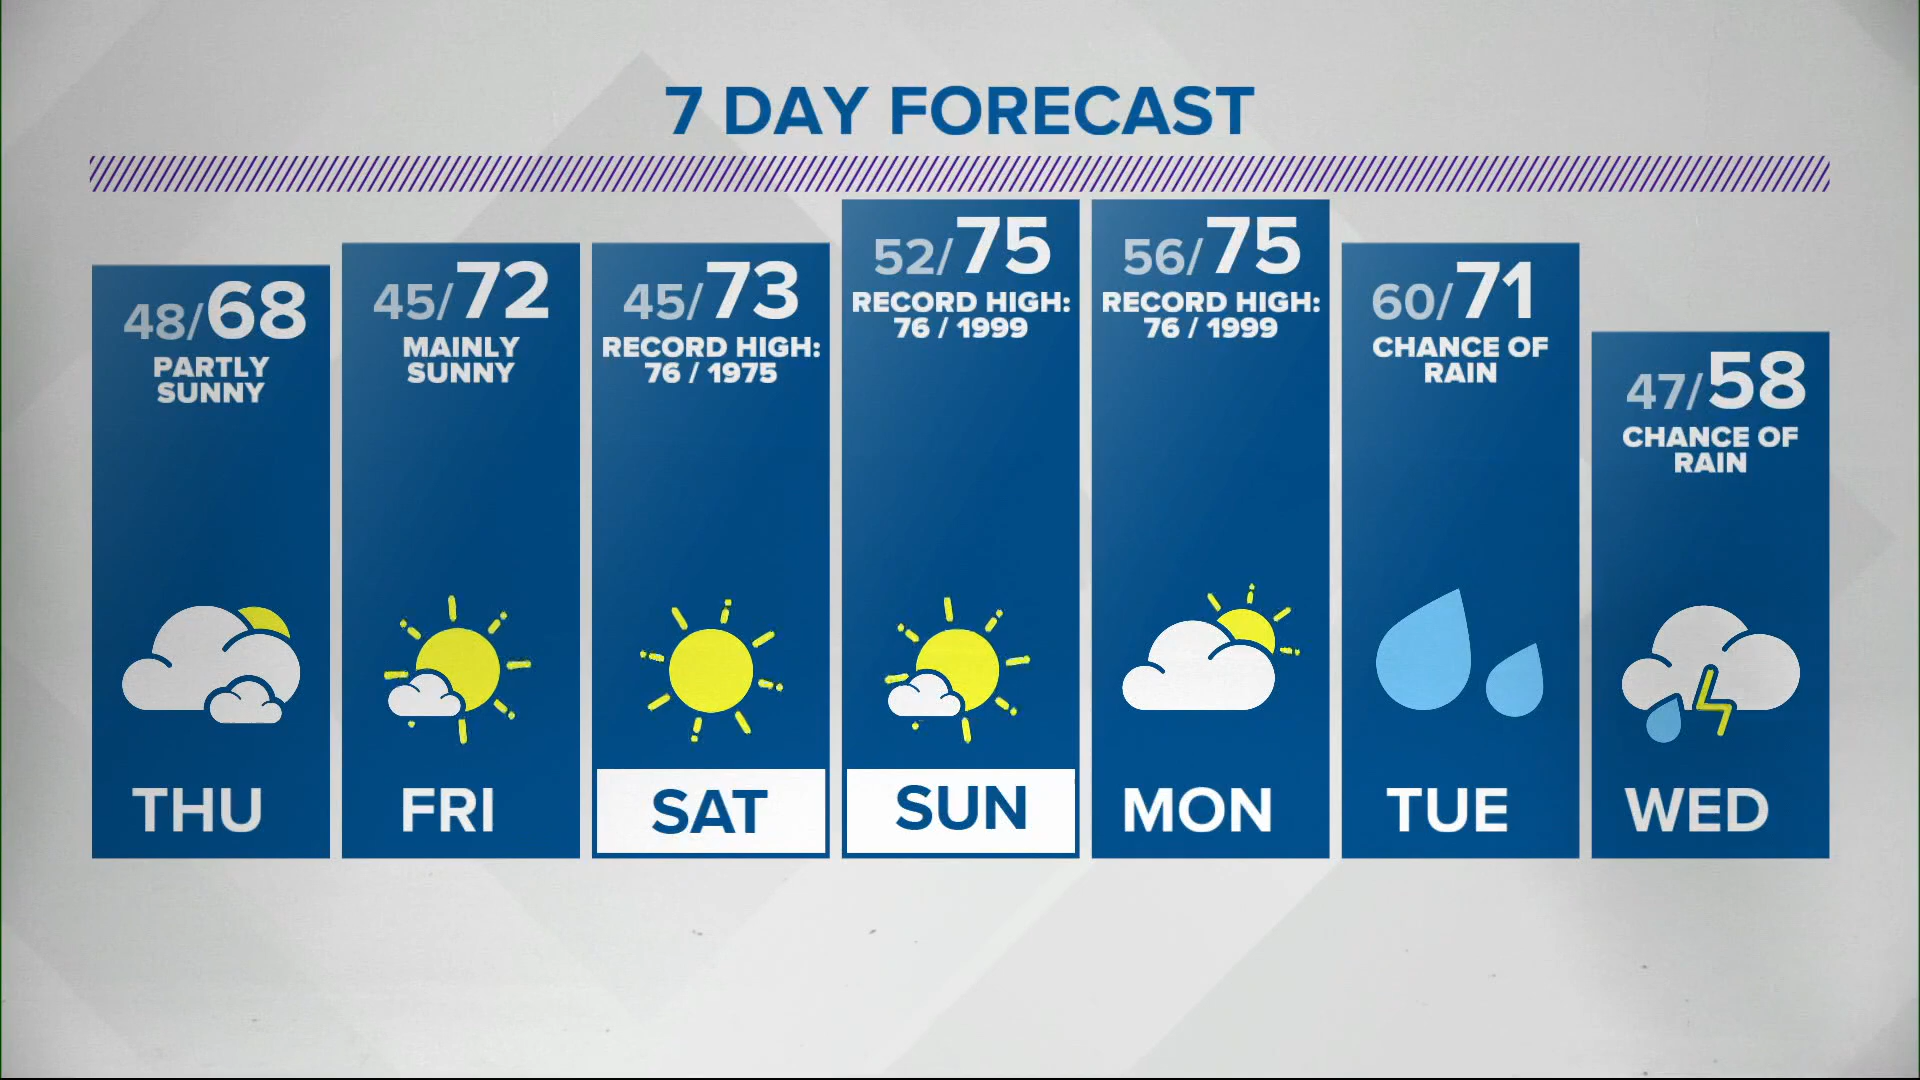 7 DAY FORECAST
48/68
PARTLY
SUNNY
THU
45/72
MAINLY
SUNNY
FRI
45/73
RECORD HIGH:
76 / 1975
SAT
52/75
RECORD HIGH:
76 / 1999
SUN
56/75
RECORD HIGH:
76 / 1999
MON
60/71
CHANCE OF
RAIN
TUE
47/58
CHANCE OF
RAIN
WED